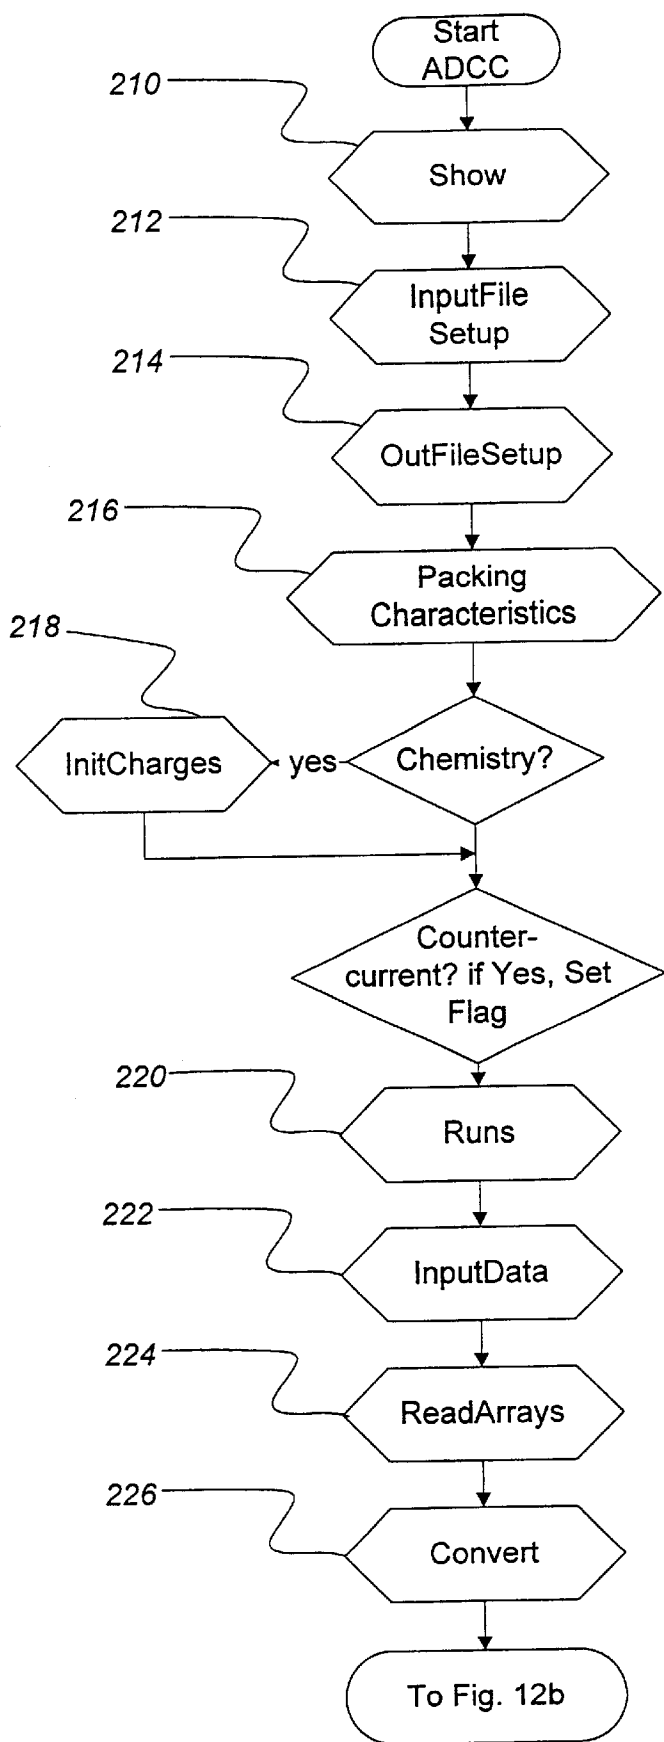 Start
ADCC
210
Show
212
InputFile
Setup
214
OutFileSetup
216
Packing
Characteristics
218
InitCharges
yes
Chemistry?
Counter-
current? if Yes, Set
Flag
220
Runs
222
InputData
224
ReadArrays
226
Convert
To Fig. 12b